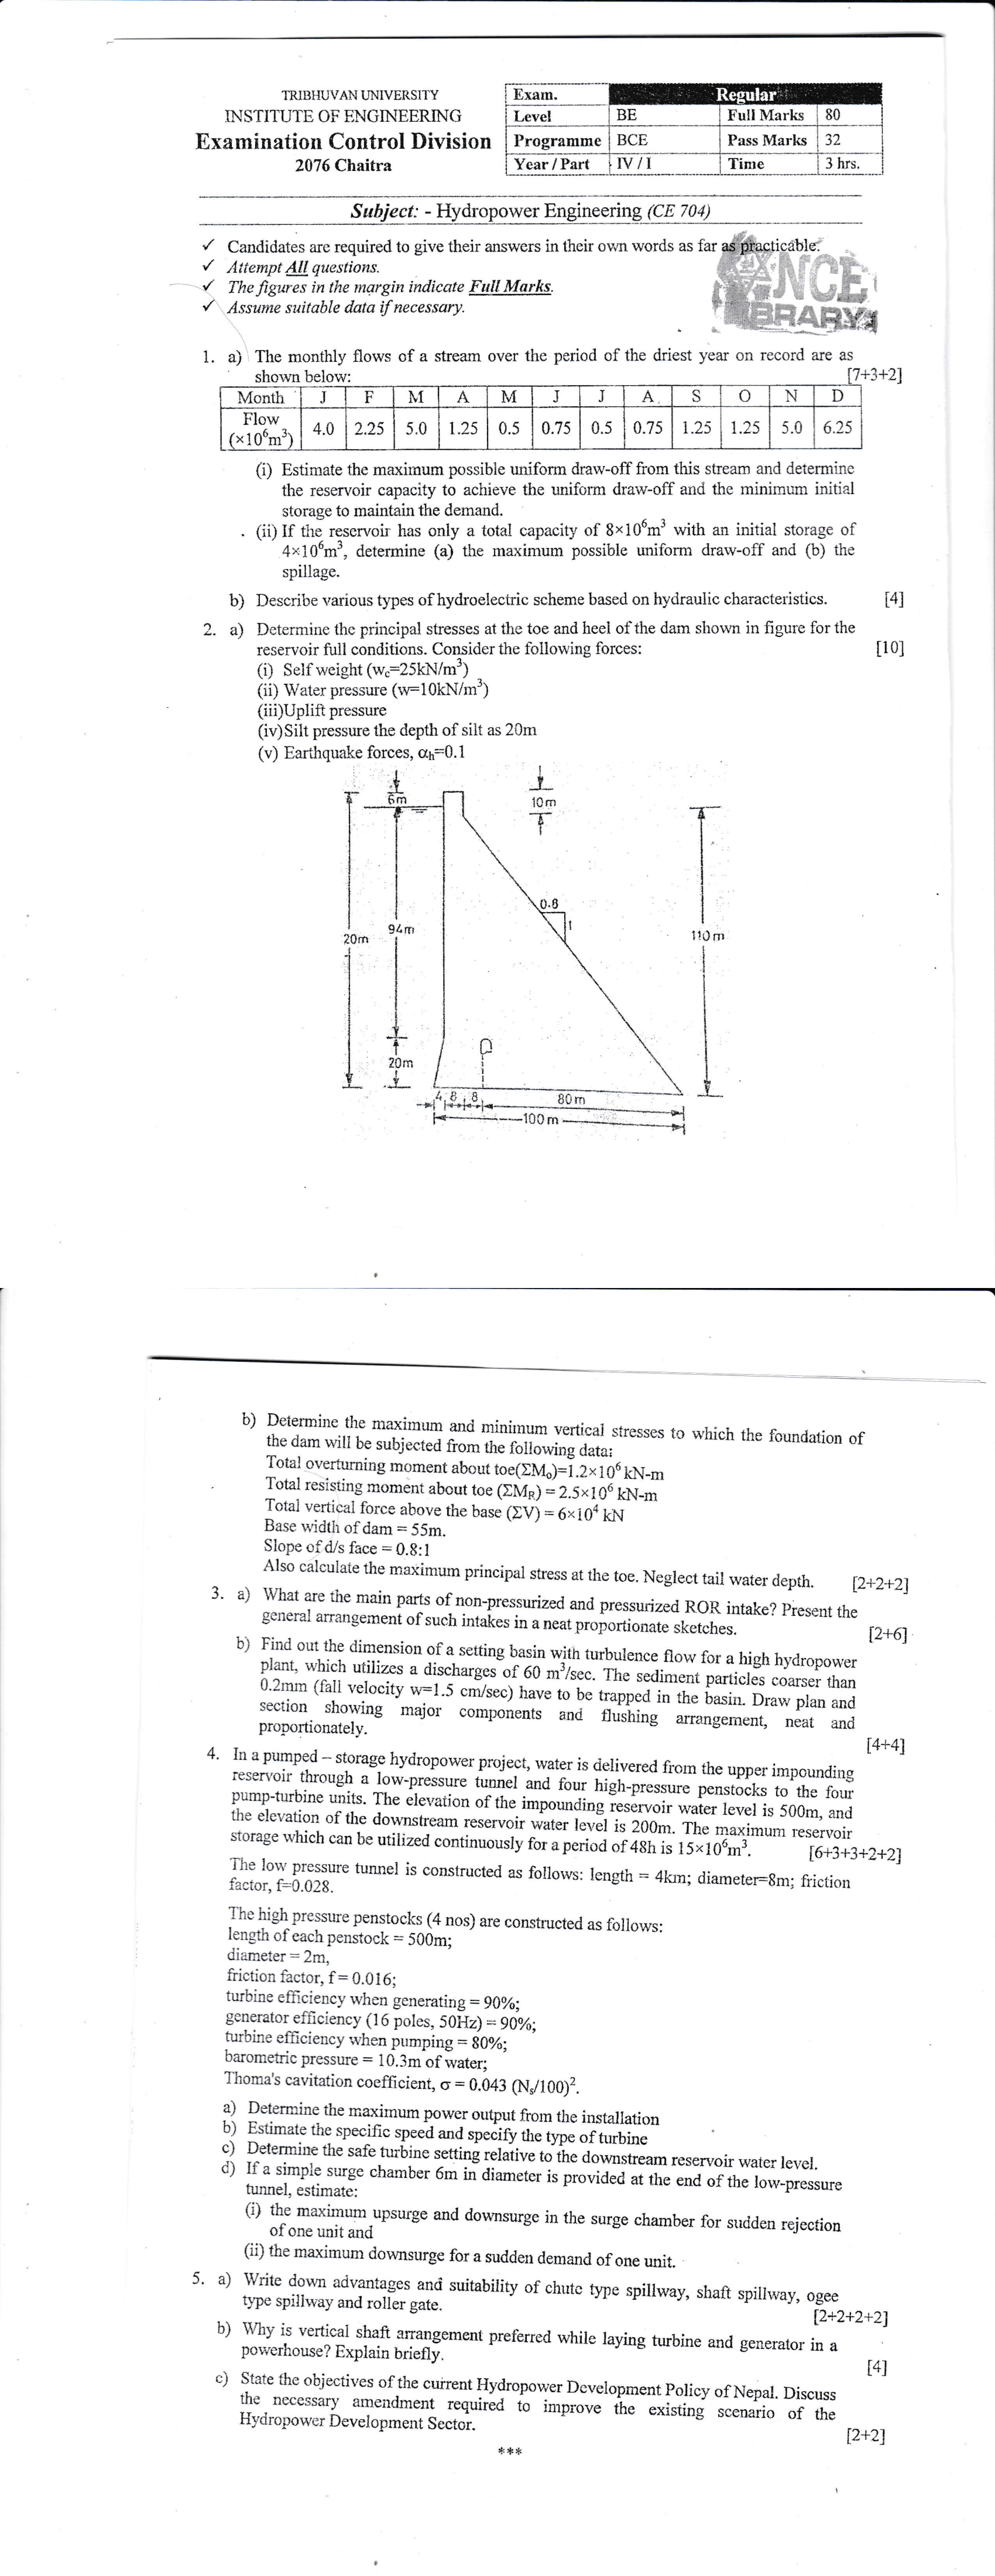 TRIBHUVAN UNIVERSITY
INSTITUTE OF ENGINEERING
Examination Control Division
2076 Chaitra
Exam. Regular
Level BE Full Marks 80
Programme BCE Pass Marks 32
Year / Part IV / I Time 3 hrs.
Subject: - Hydropower Engineering (CE 704)
✓ Candidates are required to give their answers in their own words as far as practicable.
✓ Attempt All questions.
✓ The figures in the margin indicate Full Marks.
✓ Assume suitable data if necessary.
NCE
LIBRARY
1. a) The monthly flows of a stream over the period of the driest year on record are as
shown below: [7+3+2]
Month J F M A M J J A S O N D
Flow
(×10⁶m³) 4.0 2.25 5.0 1.25 0.5 0.75 0.5 0.75 1.25 1.25 5.0 6.25
(i) Estimate the maximum possible uniform draw-off from this stream and determine
the reservoir capacity to achieve the uniform draw-off and the minimum initial
storage to maintain the demand.
(ii) If the reservoir has only a total capacity of 8×10⁶m³ with an initial storage of
4×10⁶m³, determine (a) the maximum possible uniform draw-off and (b) the
spillage.
b) Describe various types of hydroelectric scheme based on hydraulic characteristics. [4]
2. a) Determine the principal stresses at the toe and heel of the dam shown in figure for the
reservoir full conditions. Consider the following forces: [10]
(i) Self weight (wc=25kN/m³)
(ii) Water pressure (w=10kN/m³)
(iii)Uplift pressure
(iv)Silt pressure the depth of silt as 20m
(v) Earthquake forces, αh=0.1
6m
10m
0.8
1
94m
20m
110m
20m
4 8 8 80m
100m
b) Determine the maximum and minimum vertical stresses to which the foundation of
the dam will be subjected from the following data:
Total overturning moment about toe(ΣMo)=1.2×10⁶ kN-m
Total resisting moment about toe (ΣMR) = 2.5×10⁶ kN-m
Total vertical force above the base (ΣV) = 6×10⁴ kN
Base width of dam = 55m.
Slope of d/s face = 0.8:1
Also calculate the maximum principal stress at the toe. Neglect tail water depth. [2+2+2]
3. a) What are the main parts of non-pressurized and pressurized ROR intake? Present the
general arrangement of such intakes in a neat proportionate sketches. [2+6]
b) Find out the dimension of a setting basin with turbulence flow for a high hydropower
plant, which utilizes a discharges of 60 m³/sec. The sediment particles coarser than
0.2mm (fall velocity w=1.5 cm/sec) have to be trapped in the basin. Draw plan and
section showing major components and flushing arrangement, neat and
proportionately. [4+4]
4. In a pumped – storage hydropower project, water is delivered from the upper impounding
reservoir through a low-pressure tunnel and four high-pressure penstocks to the four
pump-turbine units. The elevation of the impounding reservoir water level is 500m, and
the elevation of the downstream reservoir water level is 200m. The maximum reservoir
storage which can be utilized continuously for a period of 48h is 15×10⁶m³. [6+3+3+2+2]
The low pressure tunnel is constructed as follows: length = 4km; diameter=8m; friction
factor, f=0.028.
The high pressure penstocks (4 nos) are constructed as follows:
length of each penstock = 500m;
diameter = 2m,
friction factor, f = 0.016;
turbine efficiency when generating = 90%;
generator efficiency (16 poles, 50Hz) = 90%;
turbine efficiency when pumping = 80%;
barometric pressure = 10.3m of water;
Thoma's cavitation coefficient, σ = 0.043 (Ns/100)².
a) Determine the maximum power output from the installation
b) Estimate the specific speed and specify the type of turbine
c) Determine the safe turbine setting relative to the downstream reservoir water level.
d) If a simple surge chamber 6m in diameter is provided at the end of the low-pressure
tunnel, estimate:
(i) the maximum upsurge and downsurge in the surge chamber for sudden rejection
of one unit and
(ii) the maximum downsurge for a sudden demand of one unit.
5. a) Write down advantages and suitability of chute type spillway, shaft spillway, ogee
type spillway and roller gate. [2+2+2+2]
b) Why is vertical shaft arrangement preferred while laying turbine and generator in a
powerhouse? Explain briefly. [4]
c) State the objectives of the current Hydropower Development Policy of Nepal. Discuss
the necessary amendment required to improve the existing scenario of the
Hydropower Development Sector. [2+2]
***